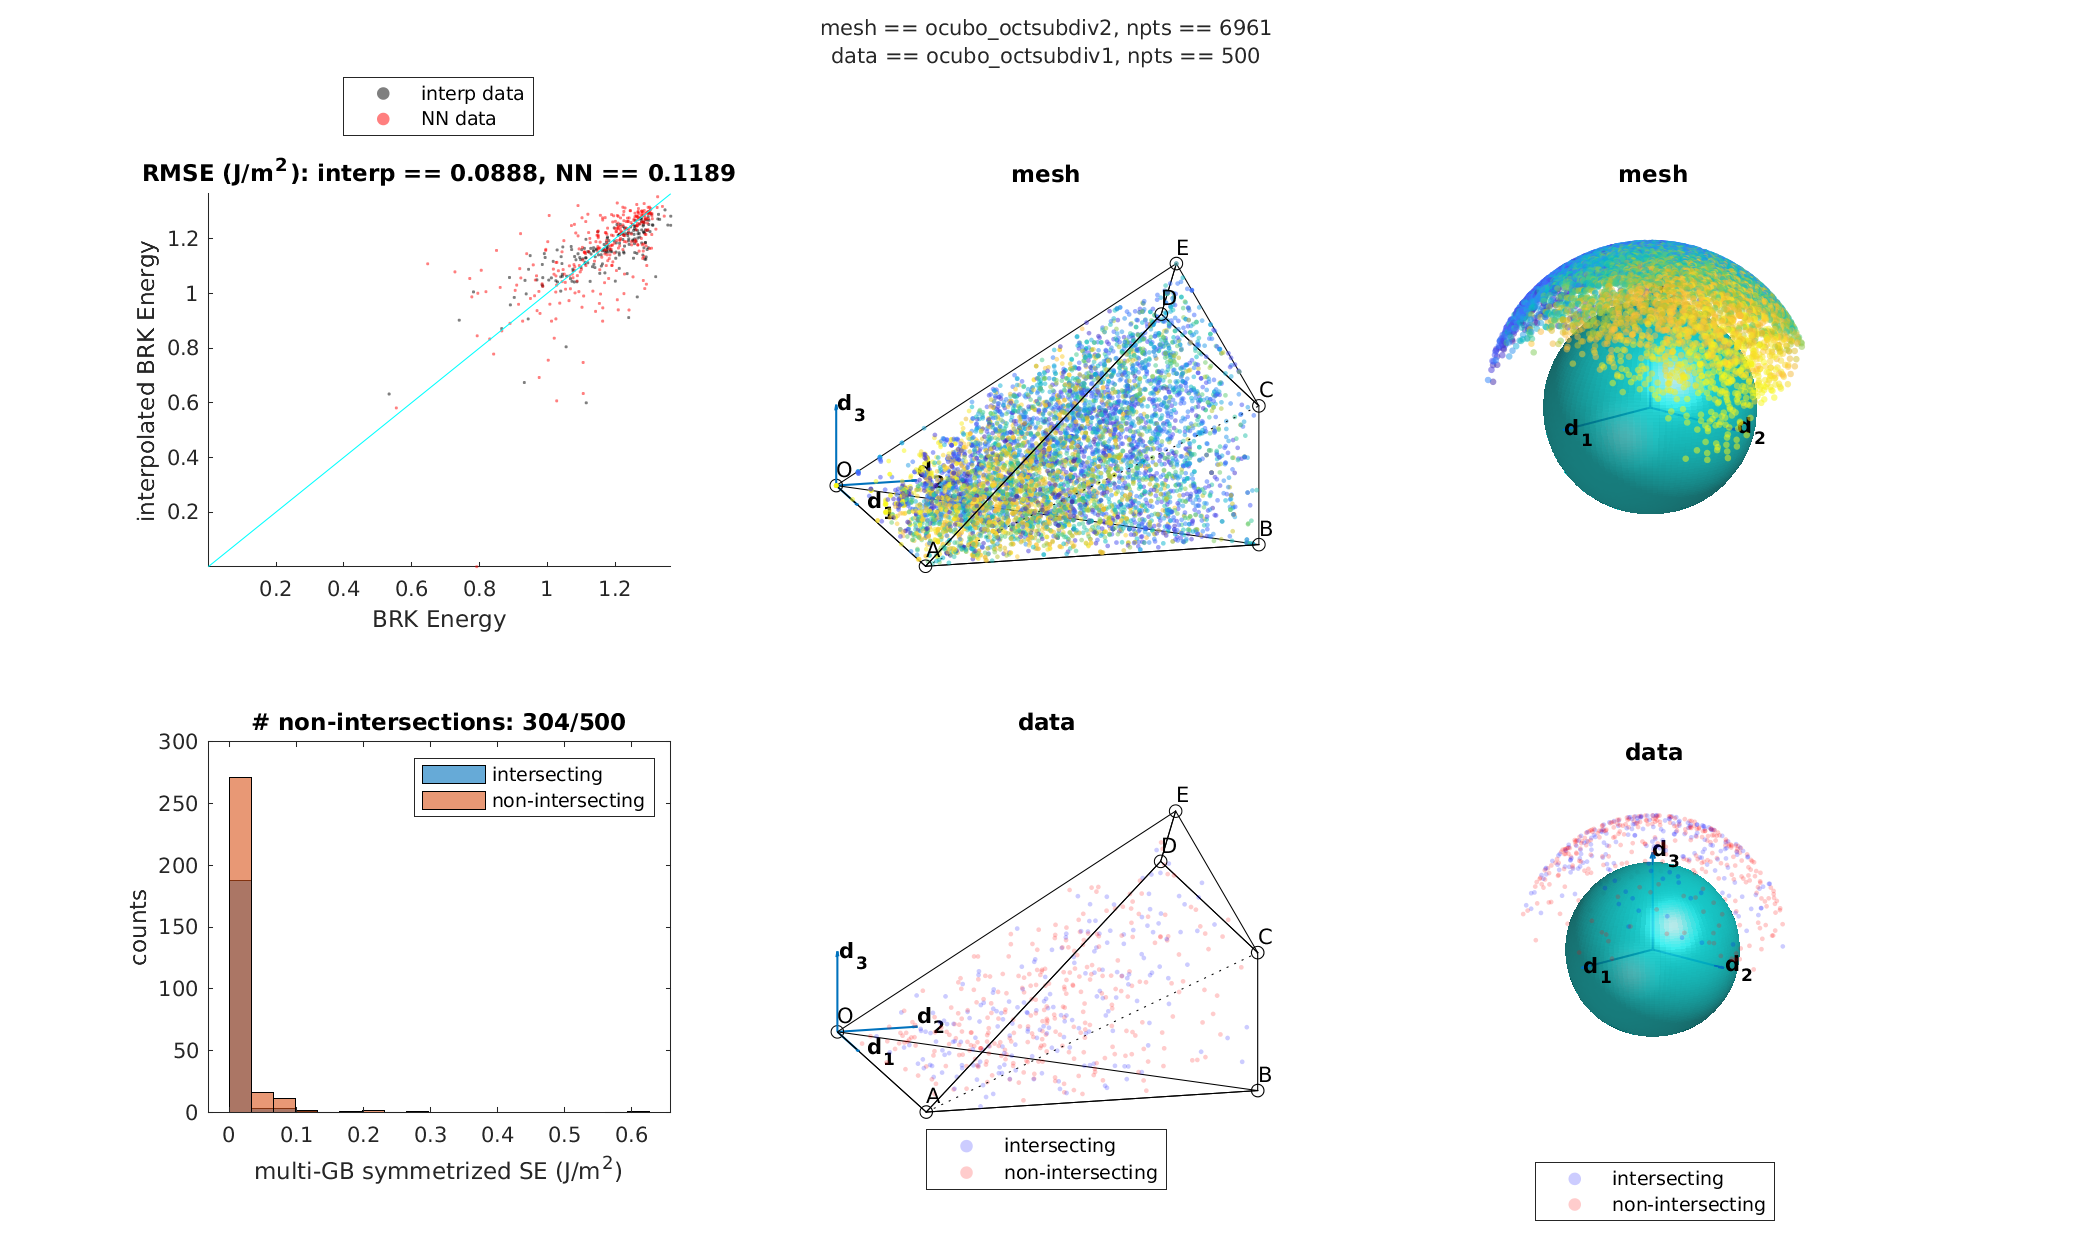 mesh == ocubo_octsubdiv2, npts == 6961
data == ocubo_octsubdiv1, npts == 500
interp data
NN data
RMSE (J/m²): interp == 0.0888, NN == 0.1189
interpolated BRK Energy
1.2
1
0.8
0.6
0.4
0.2
0.2 0.4 0.6 0.8 1 1.2
BRK Energy
mesh
E
D
C
d3
O
d2
d1
A
B
mesh
d1
d2
# non-intersections: 304/500
intersecting
non-intersecting
counts
300
250
200
150
100
50
0
0 0.1 0.2 0.3 0.4 0.5 0.6
multi-GB symmetrized SE (J/m²)
data
E
D
C
d3
O
d2
d1
A
B
intersecting
non-intersecting
data
d3
d1
d2
intersecting
non-intersecting